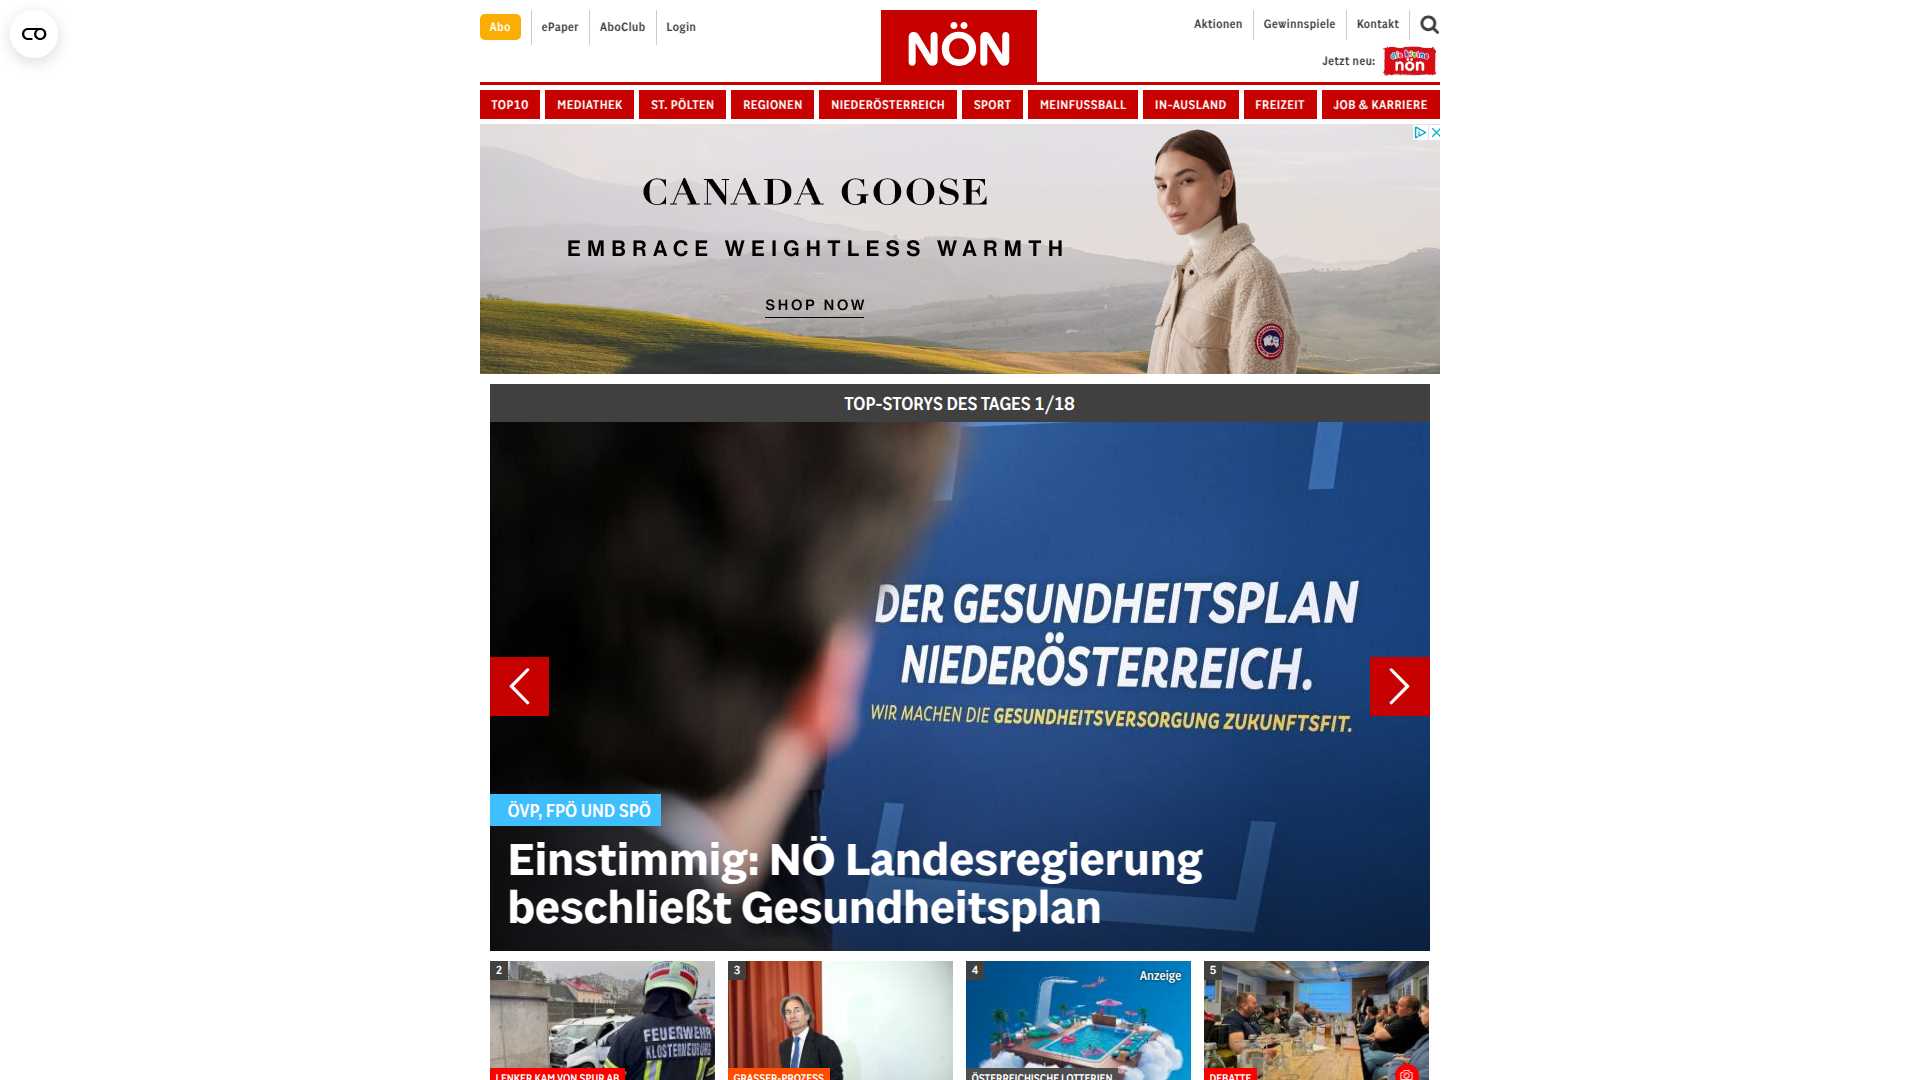 Abo
ePaper
AboClub
Login
NÖN
Aktionen
Gewinnspiele
Kontakt
Jetzt neu:
die kleine
nön
TOP10
MEDIATHEK
ST. PÖLTEN
REGIONEN
NIEDERÖSTERREICH
SPORT
MEINFUSSBALL
IN-AUSLAND
FREIZEIT
JOB & KARRIERE
CANADA GOOSE
EMBRACE WEIGHTLESS WARMTH
SHOP NOW
TOP-STORYS DES TAGES 1/18
DER GESUNDHEITSPLAN
NIEDERÖSTERREICH.
WIR MACHEN DIE GESUNDHEITSVERSORGUNG ZUKUNFTSFIT.
ÖVP, FPÖ UND SPÖ
Einstimmig: NÖ Landesregierung
beschließt Gesundheitsplan
2
FEUERWEHR
KLOSTERNEUBURG
LENKER KAM VON SPUR AB
3
GRASSER-PROZESS
4
Anzeige
ÖSTERREICHISCHE LOTTERIEN
5
DEBATTE